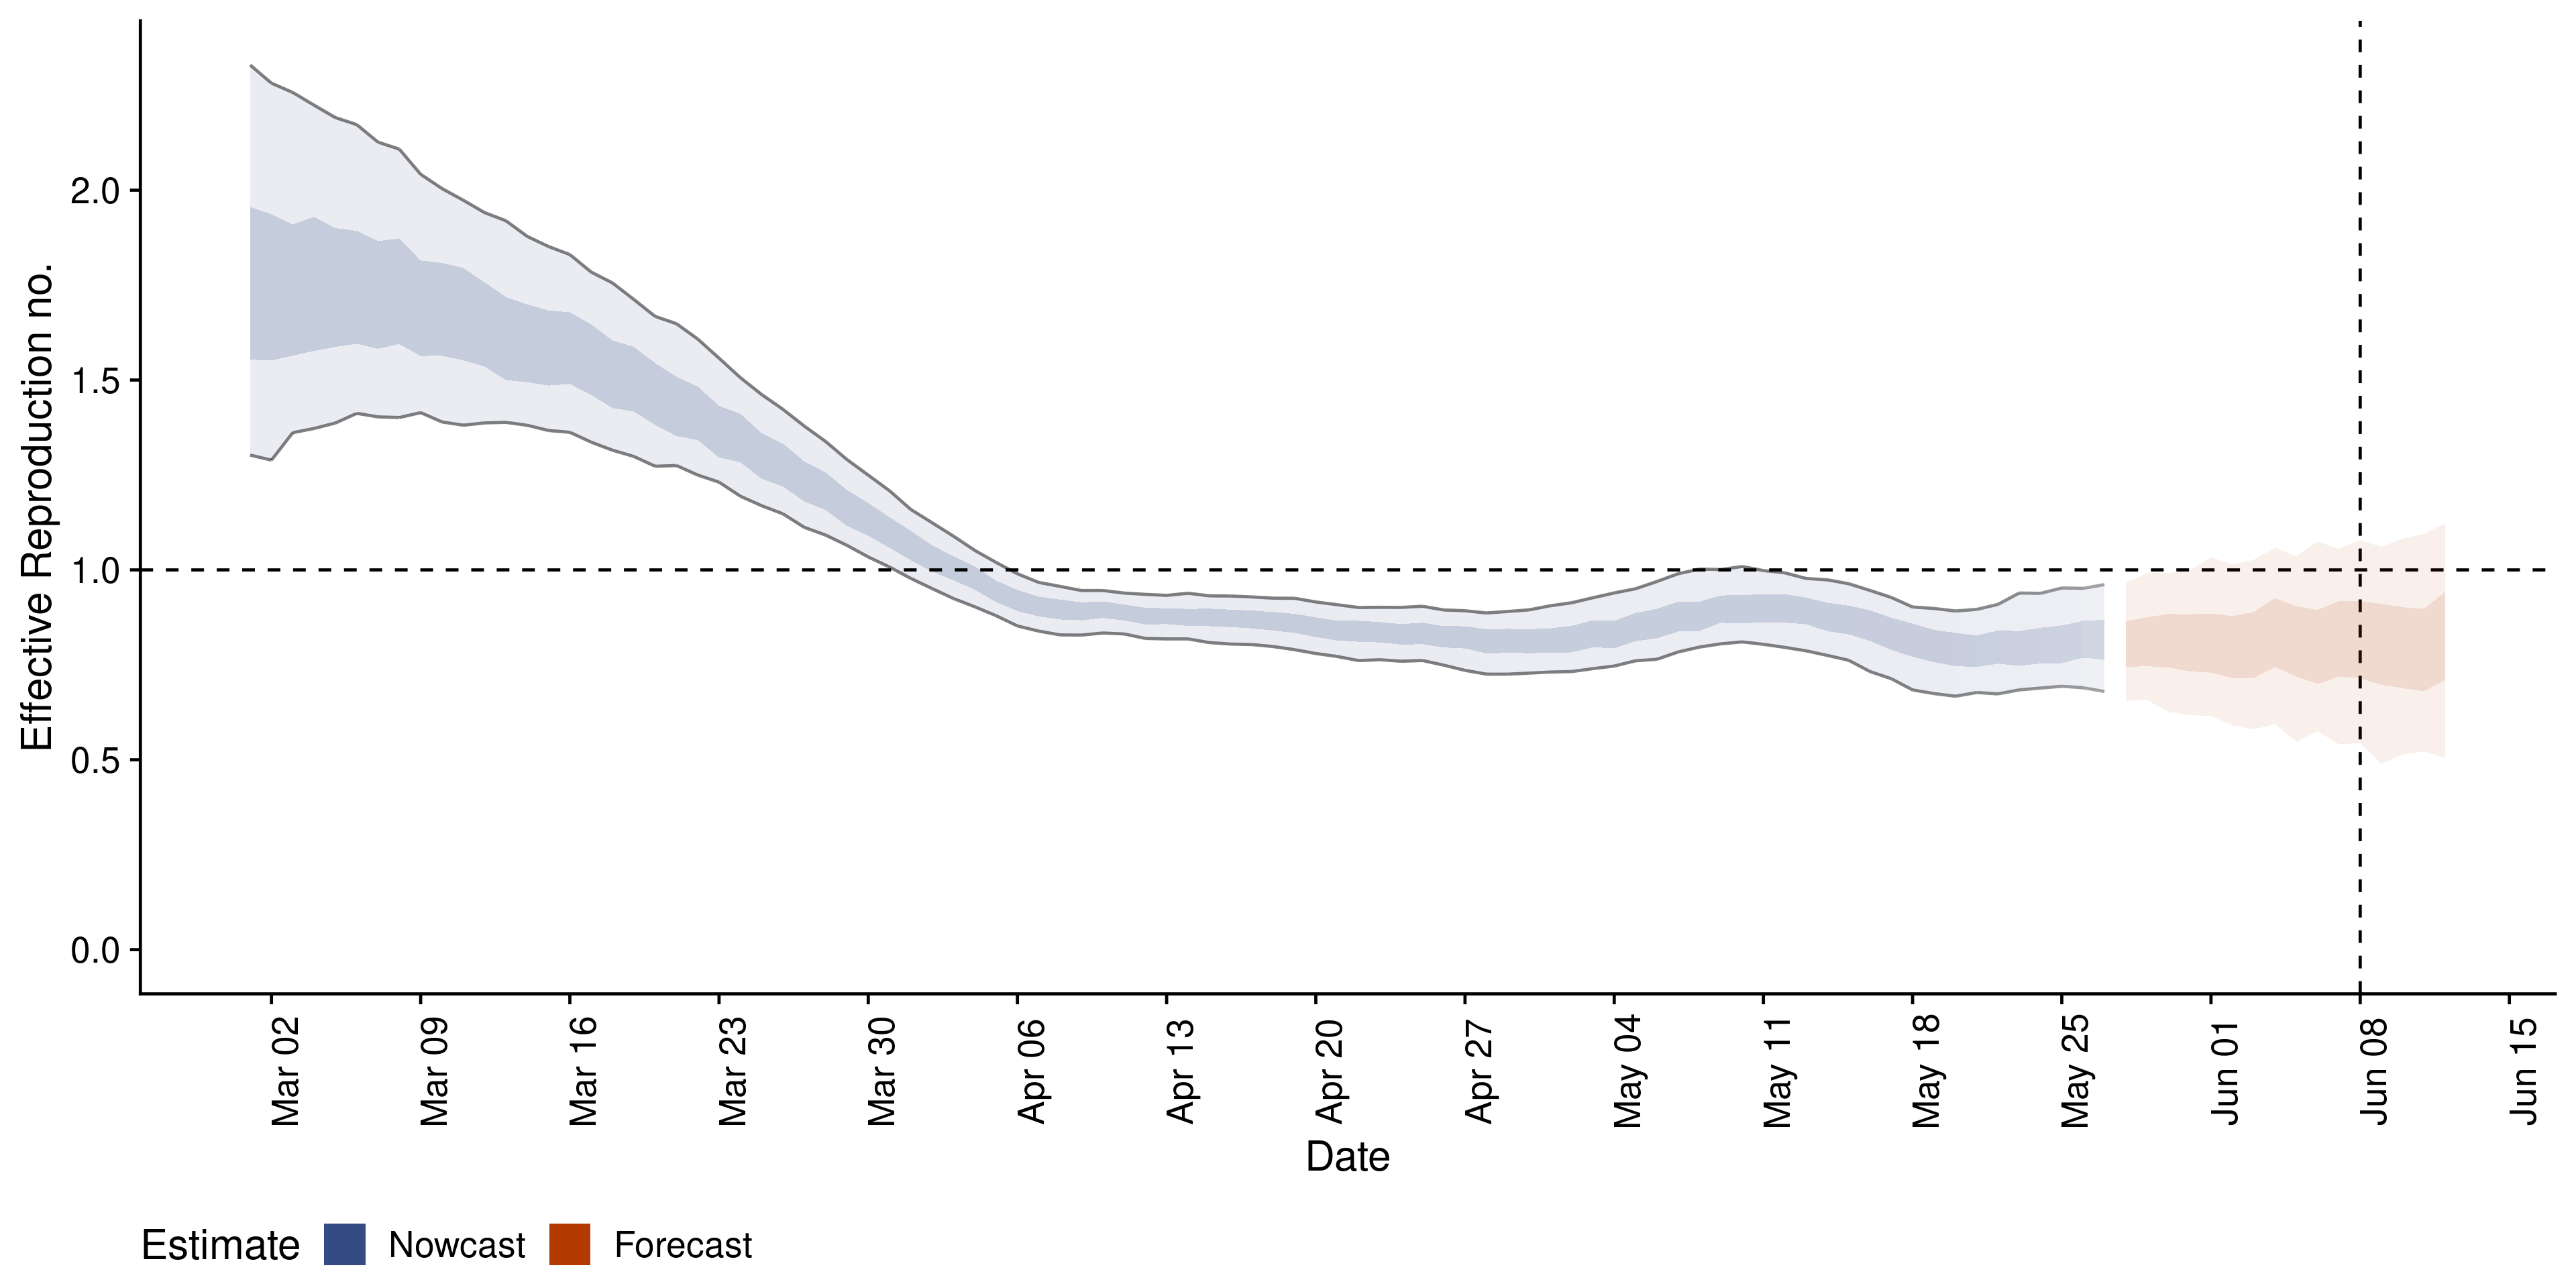 Effective Reproduction no.
2.0
1.5
1.0
0.5
0.0
Mar 02
Mar 09
Mar 16
Mar 23
Mar 30
Apr 06
Apr 13
Apr 20
Apr 27
May 04
May 11
May 18
May 25
Jun 01
Jun 08
Jun 15
Date
Estimate Nowcast Forecast